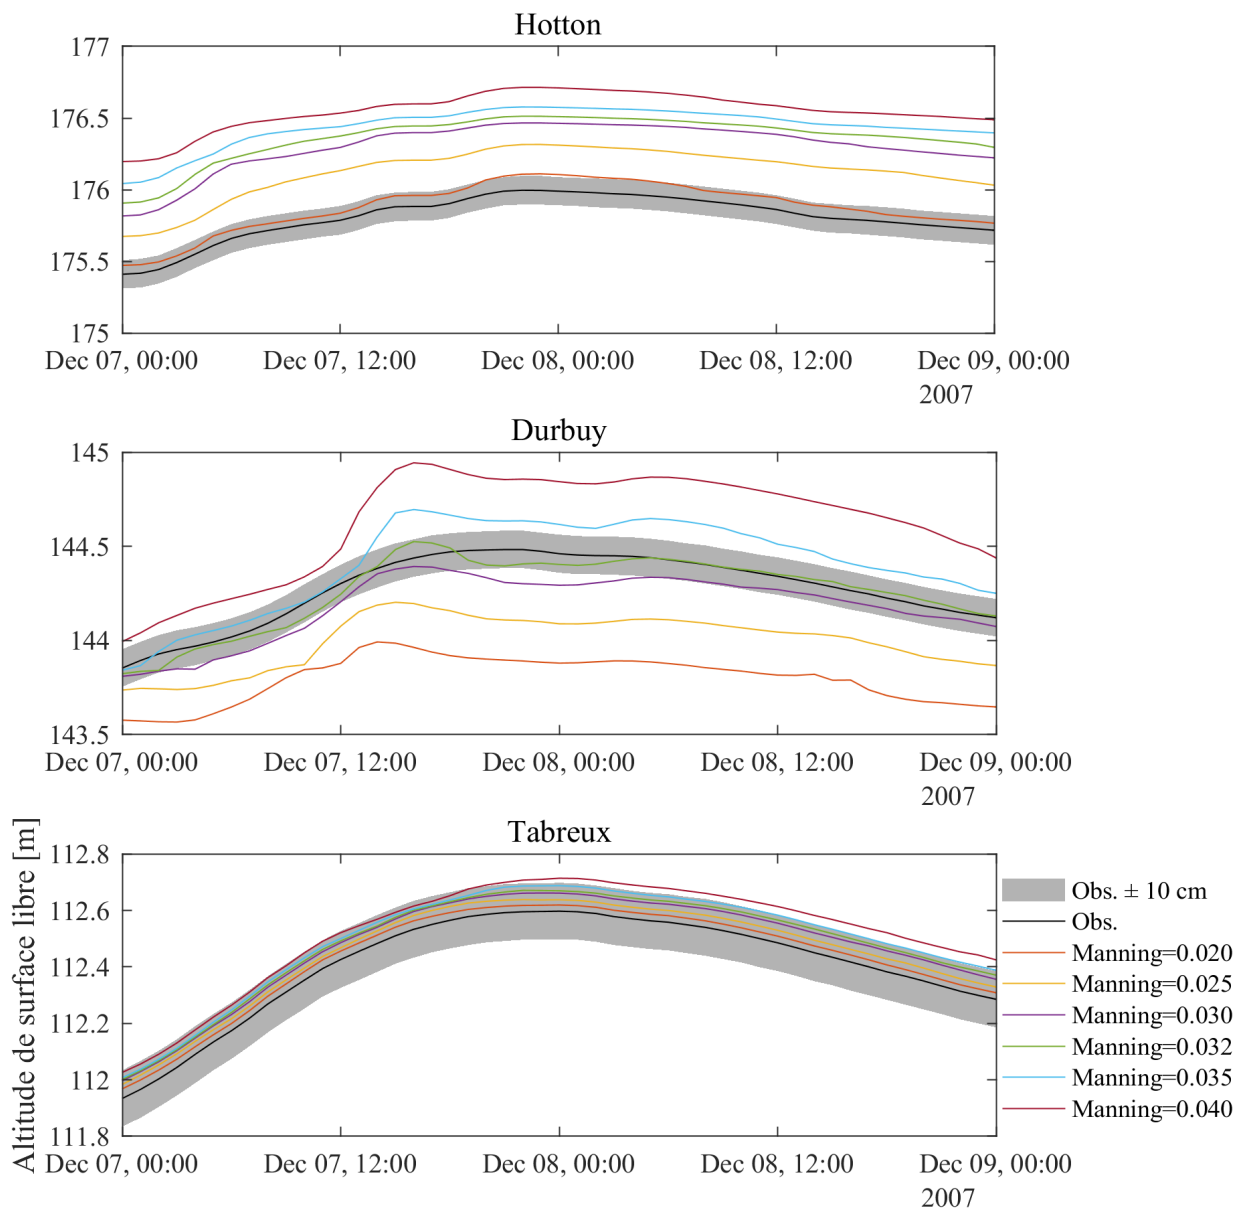 Hotton
177
176.5
176
175.5
175
Dec 07, 00:00 Dec 07, 12:00 Dec 08, 00:00 Dec 08, 12:00 Dec 09, 00:00
2007
Durbuy
145
144.5
144
143.5
Dec 07, 00:00 Dec 07, 12:00 Dec 08, 00:00 Dec 08, 12:00 Dec 09, 00:00
2007
Tabreux
Altitude de surface libre [m]
112.8
112.6
112.4
112.2
112
111.8
Dec 07, 00:00 Dec 07, 12:00 Dec 08, 00:00 Dec 08, 12:00 Dec 09, 00:00
2007
Obs. ± 10 cm
Obs.
Manning=0.020
Manning=0.025
Manning=0.030
Manning=0.032
Manning=0.035
Manning=0.040